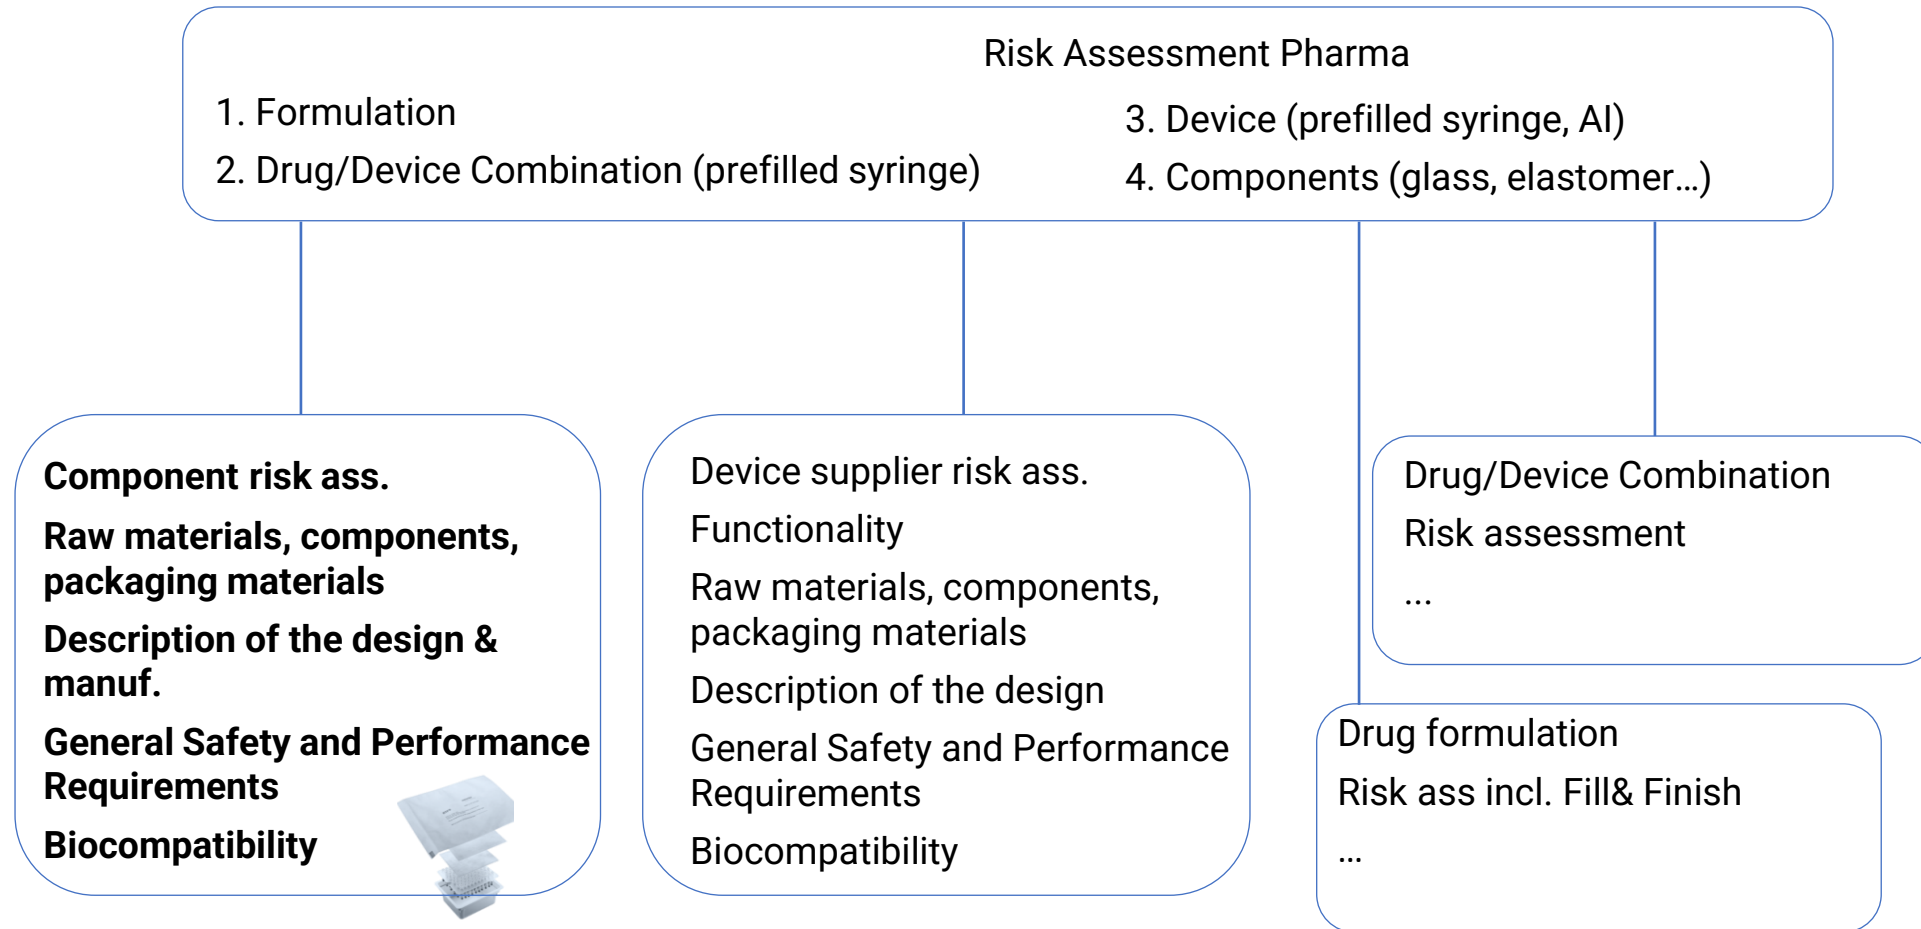 Risk Assessment Pharma
1. Formulation
2. Drug/Device Combination (prefilled syringe)
3. Device (prefilled syringe, AI)
4. Components (glass, elastomer...)
Component risk ass.
Raw materials, components,
packaging materials
Description of the design &
manuf.
General Safety and Performance
Requirements
Biocompatibility
Device supplier risk ass.
Functionality
Raw materials, components,
packaging materials
Description of the design
General Safety and Performance
Requirements
Biocompatibility
Drug/Device Combination
Risk assessment
...
Drug formulation
Risk ass incl. Fill& Finish
...